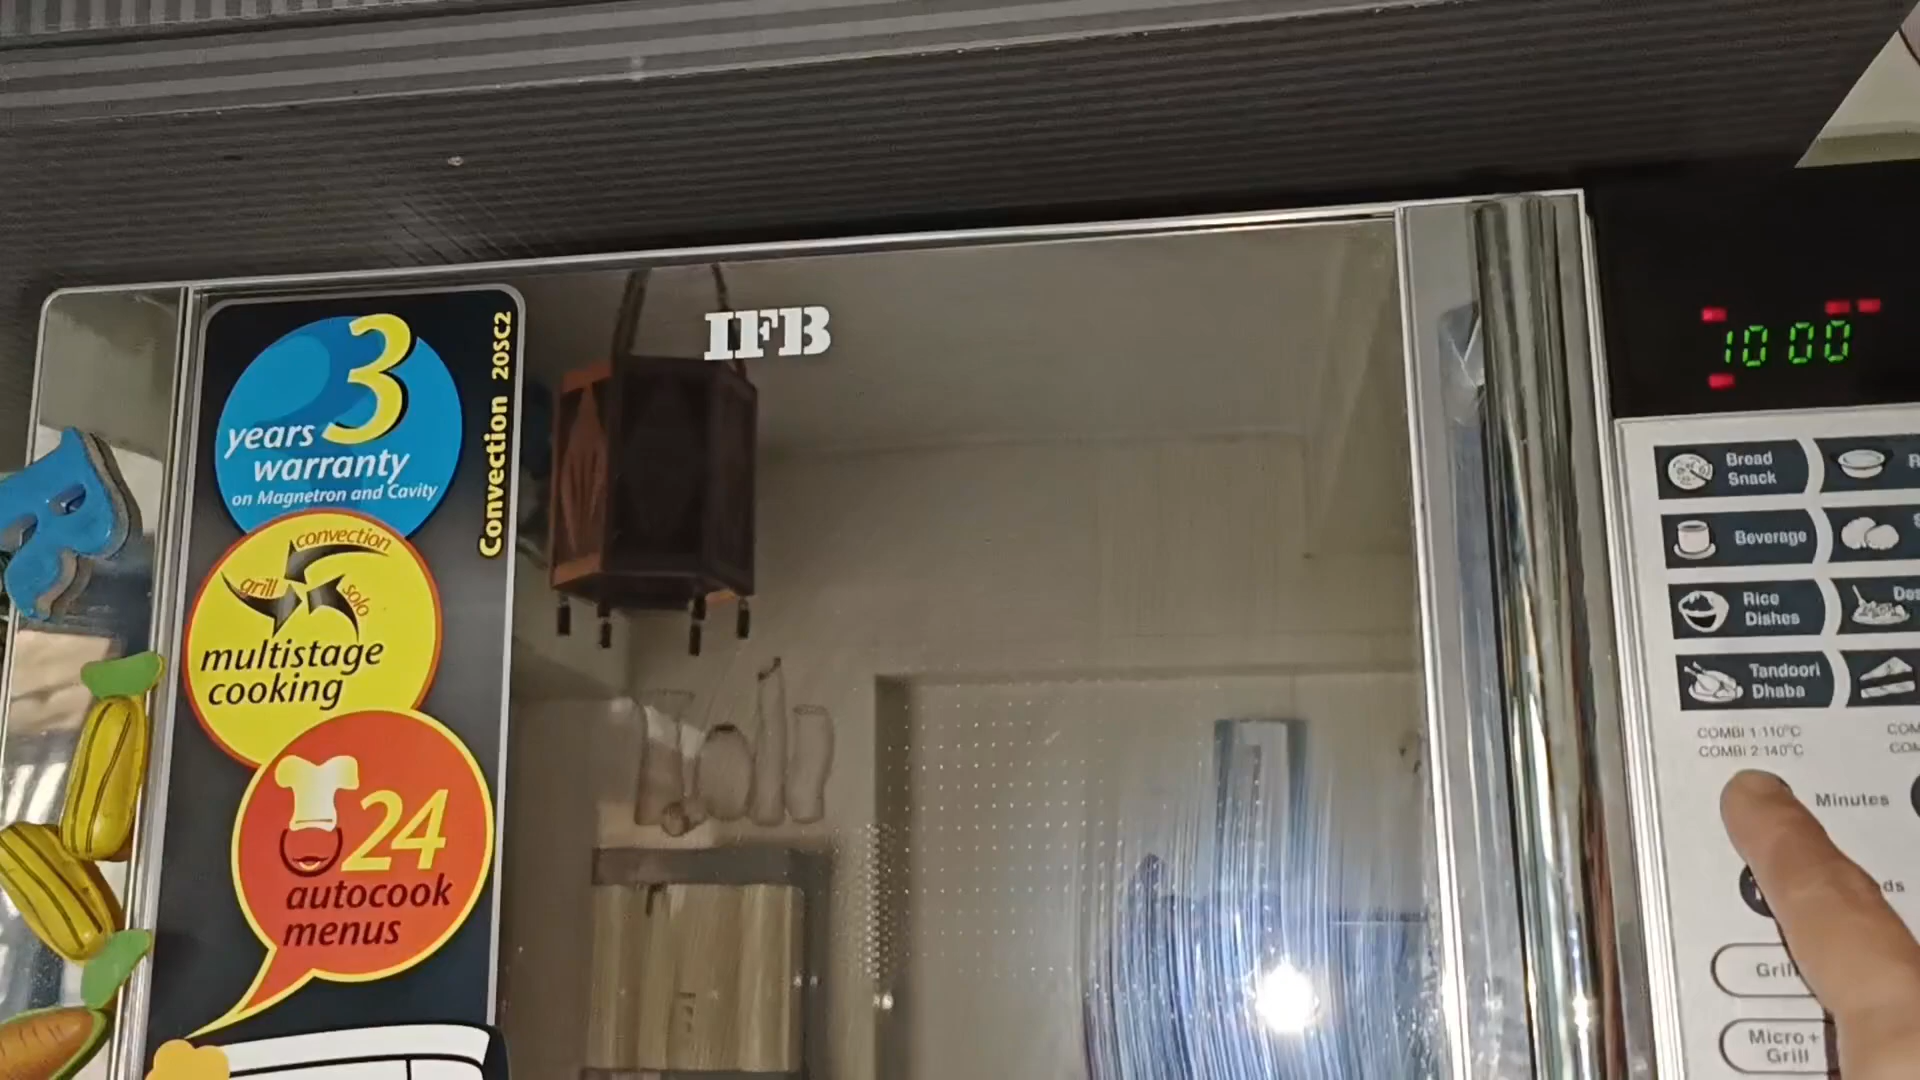 IFB
3
years
warranty
on Magnetron and Cavity
Convection 20SC2
convection
grill
solo
multistage
cooking
24
autocook
menus
10 00
Bread
Snack
Beverage
Rice
Dishes
Tandoori
Dhaba
COMBI 1:110°C
COMBI 2:140°C
Minutes
Micro+
Grill